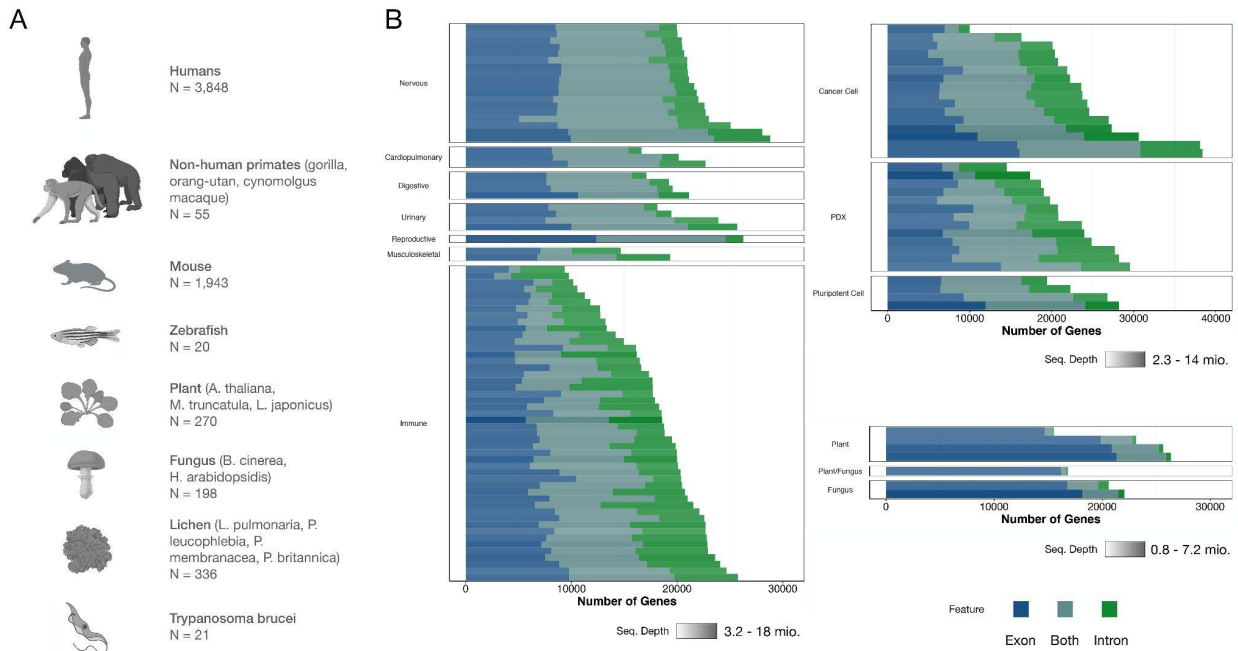 A
Humans
N = 3,848
Non-human primates (gorilla,
orang-utan, cynomolgus
macaque)
N = 55
Mouse
N = 1,943
Zebrafish
N = 20
Plant (A. thaliana,
M. truncatula, L. japonicus)
N = 270
Fungus (B. cinerea,
H. arabidopsidis)
N = 198
Lichen (L. pulmonaria, P.
leucophlebia, P.
membranacea, P. britannica)
N = 336
Trypanosoma brucei
N = 21
B
Nervous
Cardiopulmonary
Digestive
Urinary
Reproductive
Musculoskeletal
Immune
0 10000 20000 30000
Number of Genes
Seq. Depth 3.2 - 18 mio.
Cancer Cell
PDX
Pluripotent Cell
0 10000 20000 30000 40000
Number of Genes
Seq. Depth 2.3 - 14 mio.
Plant
Plant/Fungus
Fungus
0 10000 20000 30000
Number of Genes
Seq. Depth 0.8 - 7.2 mio.
Feature
Exon Both Intron